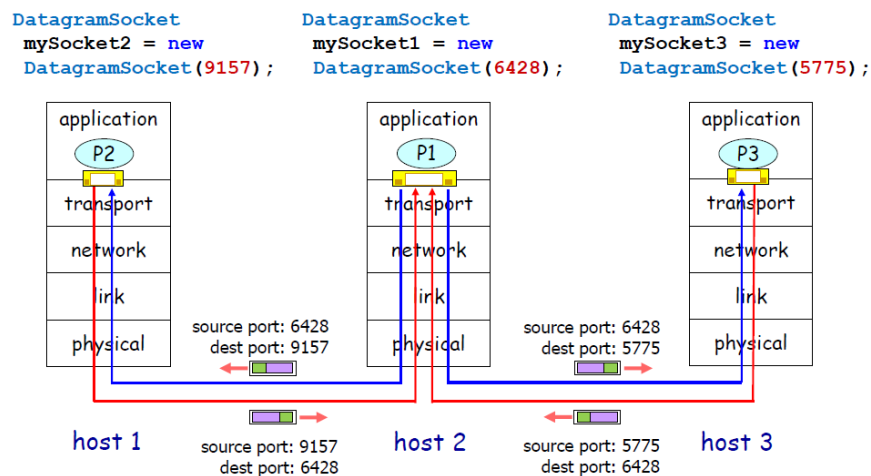 DatagramSocket
mySocket2 = new
DatagramSocket(9157);
DatagramSocket
mySocket1 = new
DatagramSocket(6428);
DatagramSocket
mySocket3 = new
DatagramSocket(5775);
application
P2
transport
network
link
physical
application
P1
transport
network
link
physical
application
P3
transport
network
link
physical
source port: 6428
dest port: 9157
source port: 6428
dest port: 5775
host 1
source port: 9157
dest port: 6428
host 2
source port: 5775
dest port: 6428
host 3